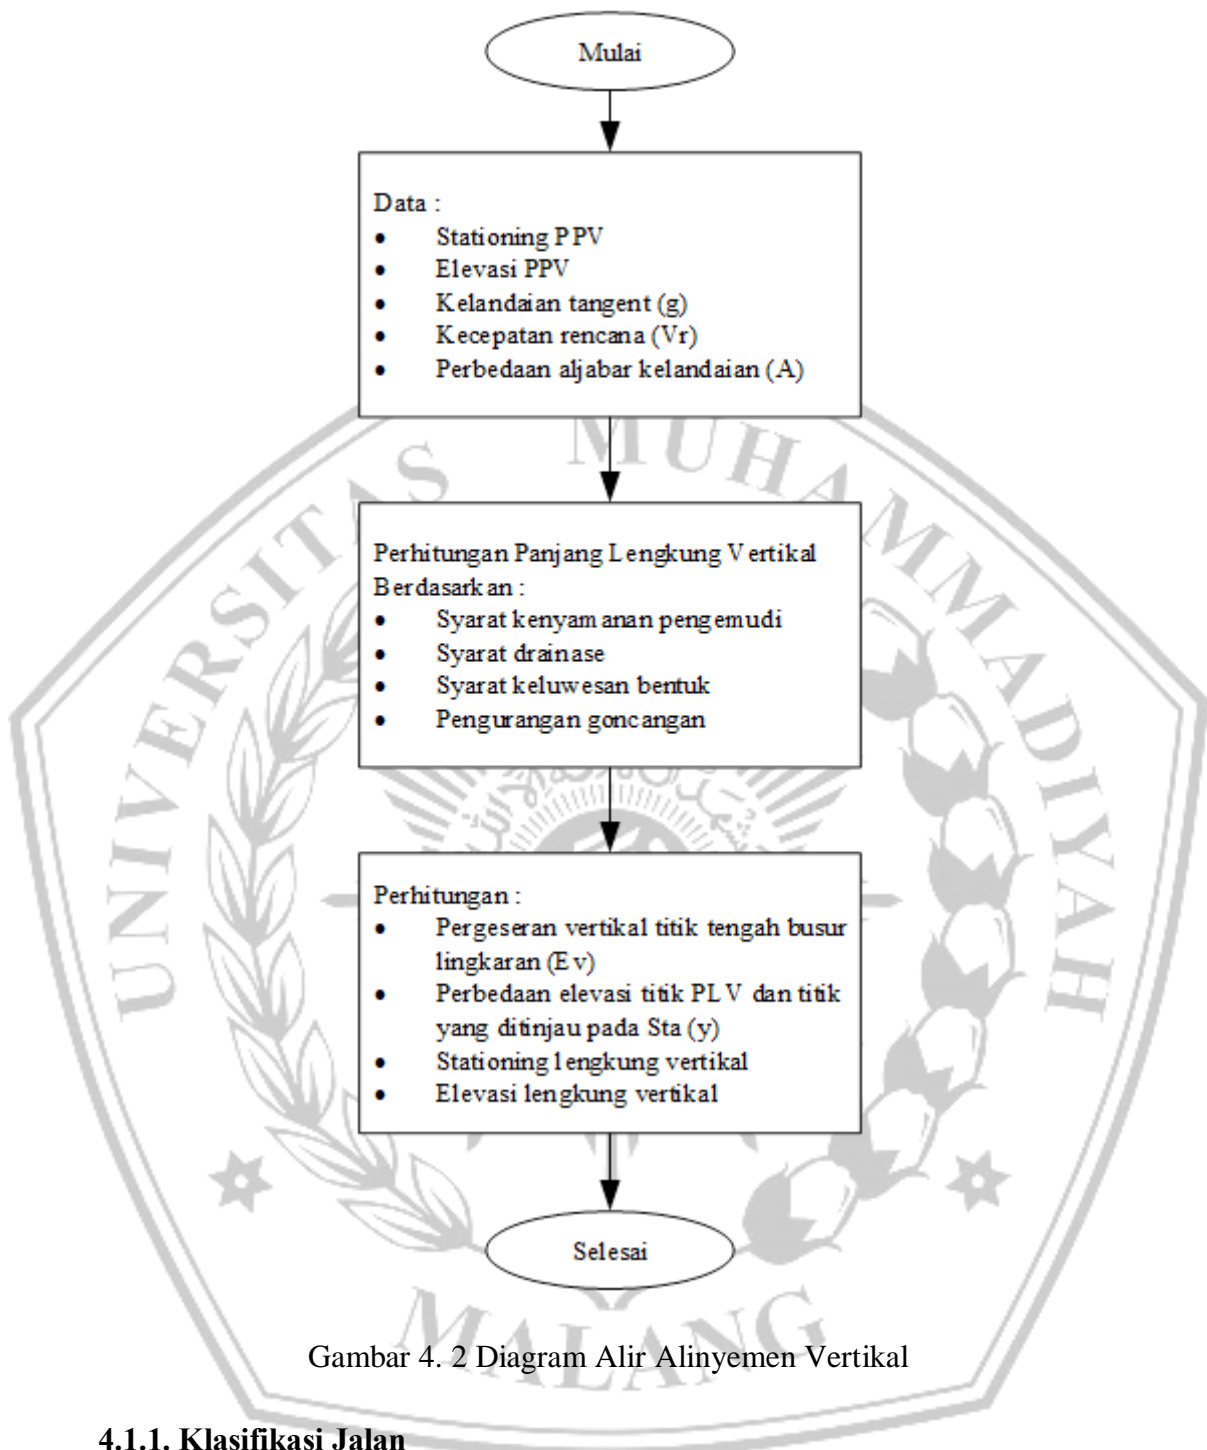 Mulai
Data :
• Stationing PPV
• Elevasi PPV
• Kelandaian tangent (g)
• Kecepatan rencana (Vr)
• Perbedaan aljabar kelandaian (A)
UNIVERSITAS MUHAMMADIYAH
Perhitungan Panjang Lengkung Vertikal
Berdasarkan :
• Syarat kenyamanan pengemudi
• Syarat drainase
• Syarat keluwesan bentuk
• Pengurangan goncangan
Perhitungan :
• Pergeseran vertikal titik tengah busur
lingkaran (Ev)
• Perbedaan elevasi titik PLV dan titik
yang ditinjau pada Sta (y)
• Stationing lengkung vertikal
• Elevasi lengkung vertikal
Selesai
MALANG
Gambar 4. 2 Diagram Alir Alinyemen Vertikal
4.1.1. Klasifikasi Jalan